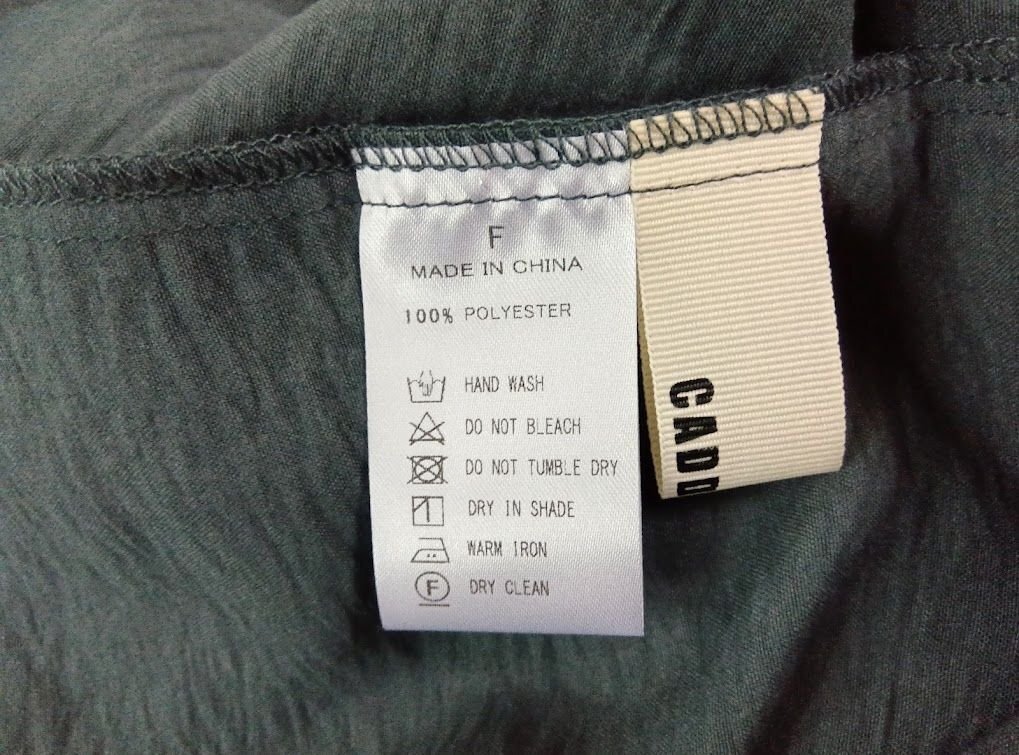 F
MADE IN CHINA
100% POLYESTER
HAND WASH
DO NOT BLEACH
DO NOT TUMBLE DRY
DRY IN SHADE
WARM IRON
F DRY CLEAN
CADD